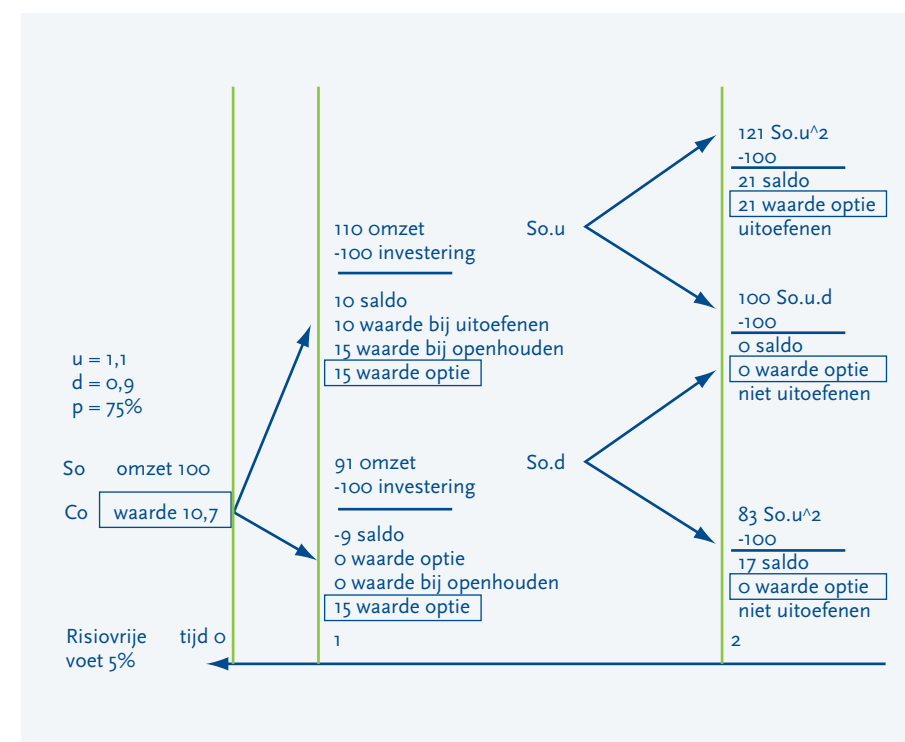 u = 1,1
d = 0,9
p = 75%
So omzet 100
Co waarde 10,7
Risiovrije
voet 5%
tijd 0
110 omzet
-100 investering
10 saldo
10 waarde bij uitoefenen
15 waarde bij openhouden
15 waarde optie
91 omzet
-100 investering
-9 saldo
0 waarde optie
0 waarde bij openhouden
15 waarde optie
1
So.u
So.d
121 So.u^2
-100
21 saldo
21 waarde optie
uitoefenen
100 So.u.d
-100
0 saldo
0 waarde optie
niet uitoefenen
83 So.u^2
-100
17 saldo
0 waarde optie
niet uitoefenen
2